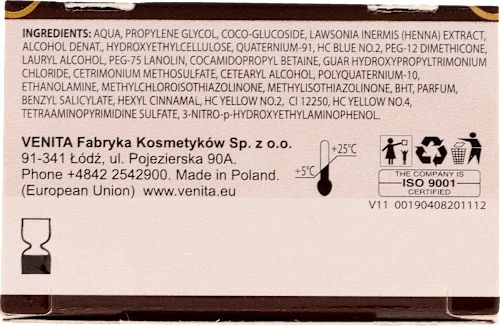 INGREDIENTS: AQUA, PROPYLENE GLYCOL, COCO-GLUCOSIDE, LAWSONIA INERMIS (HENNA) EXTRACT,
ALCOHOL DENAT., HYDROXYETHYLCELLULOSE, QUATERNIUM-91, HC BLUE NO.2, PEG-12 DIMETHICONE,
LAURYL ALCOHOL, PEG-75 LANOLIN, COCAMIDOPROPYL BETAINE, GUAR HYDROXYPROPYLTRIMONIUM
CHLORIDE, CETRIMONIUM METHOSULFATE, CETEARYL ALCOHOL, POLYQUATERNIUM-10,
ETHANOLAMINE, METHYLCHLOROISOTHIAZOLINONE, METHYLISOTHIAZOLINONE, BHT, PARFUM,
BENZYL SALICYLATE, HEXYL CINNAMAL, HC YELLOW NO.2, CI 12250, HC YELLOW NO.4,
TETRAAMINOPYRIMIDINE SULFATE, 3-NITRO-p-HYDROXYETHYLAMINOPHENOL.
VENITA Fabryka Kosmetyków Sp. z o.o.
91-341 Łódź, ul. Pojezierska 90A.
Phone +4842 2542900. Made in Poland.
(European Union) www.venita.eu
+25°C
+5°C
THE COMPANY IS
ISO 9001
CERTIFIED
V11 00190408201112